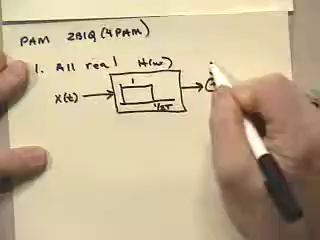 PAM 2B1Q (4PAM)
1. All real H(ω)
1
X(t)
1/2T